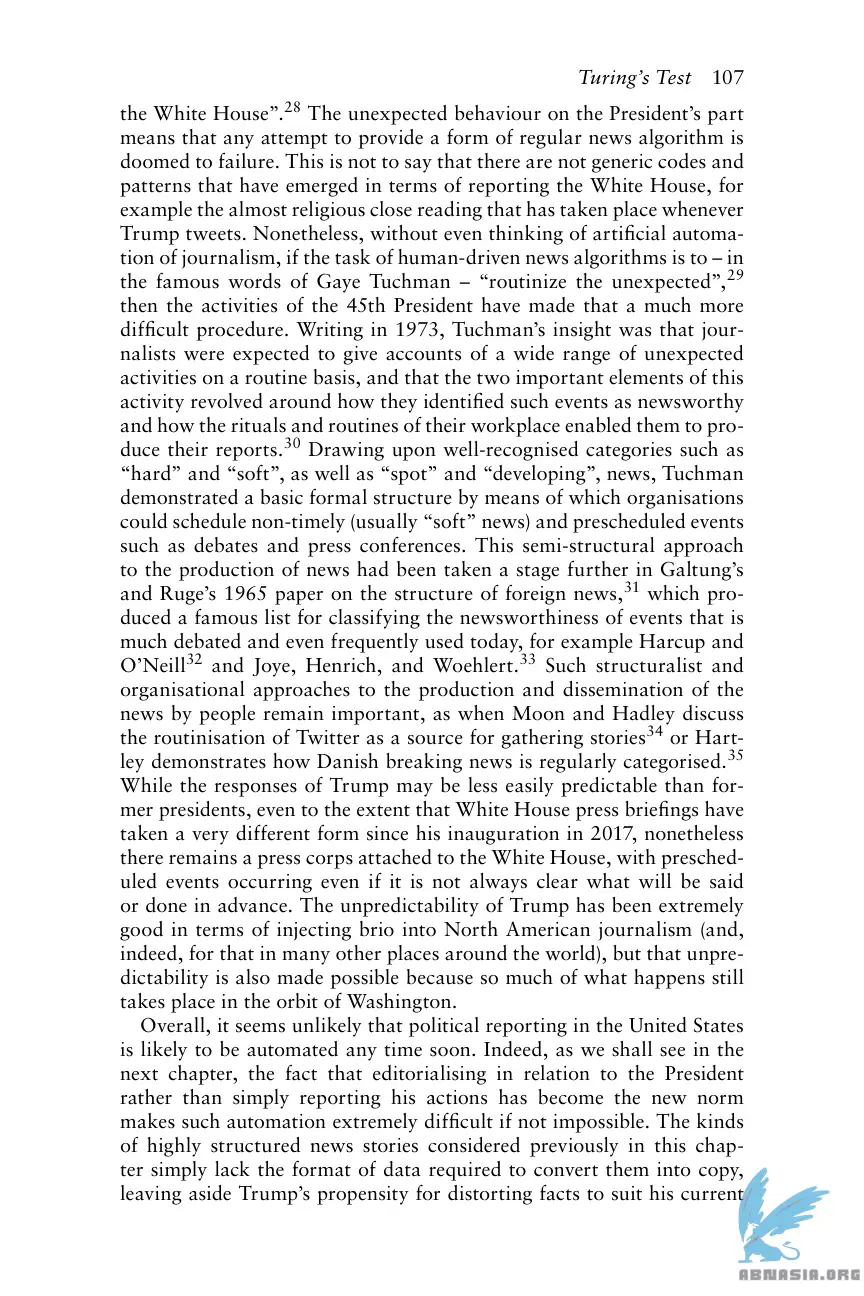 Turing's Test 107
the White House”.28 The unexpected behaviour on the President’s part
means that any attempt to provide a form of regular news algorithm is
doomed to failure. This is not to say that there are not generic codes and
patterns that have emerged in terms of reporting the White House, for
example the almost religious close reading that has taken place whenever
Trump tweets. Nonetheless, without even thinking of artificial automa-
tion of journalism, if the task of human-driven news algorithms is to – in
the famous words of Gaye Tuchman – “routinize the unexpected”,29
then the activities of the 45th President have made that a much more
difficult procedure. Writing in 1973, Tuchman’s insight was that jour-
nalists were expected to give accounts of a wide range of unexpected
activities on a routine basis, and that the two important elements of this
activity revolved around how they identified such events as newsworthy
and how the rituals and routines of their workplace enabled them to pro-
duce their reports.30 Drawing upon well-recognised categories such as
“hard” and “soft”, as well as “spot” and “developing”, news, Tuchman
demonstrated a basic formal structure by means of which organisations
could schedule non-timely (usually “soft” news) and prescheduled events
such as debates and press conferences. This semi-structural approach
to the production of news had been taken a stage further in Galtung’s
and Ruge’s 1965 paper on the structure of foreign news,31 which pro-
duced a famous list for classifying the newsworthiness of events that is
much debated and even frequently used today, for example Harcup and
O’Neill32 and Joye, Henrich, and Woehlert.33 Such structuralist and
organisational approaches to the production and dissemination of the
news by people remain important, as when Moon and Hadley discuss
the routinisation of Twitter as a source for gathering stories34 or Hart-
ley demonstrates how Danish breaking news is regularly categorised.35
While the responses of Trump may be less easily predictable than for-
mer presidents, even to the extent that White House press briefings have
taken a very different form since his inauguration in 2017, nonetheless
there remains a press corps attached to the White House, with presched-
uled events occurring even if it is not always clear what will be said
or done in advance. The unpredictability of Trump has been extremely
good in terms of injecting brio into North American journalism (and,
indeed, for that in many other places around the world), but that unpre-
dictability is also made possible because so much of what happens still
takes place in the orbit of Washington.
Overall, it seems unlikely that political reporting in the United States
is likely to be automated any time soon. Indeed, as we shall see in the
next chapter, the fact that editorialising in relation to the President
rather than simply reporting his actions has become the new norm
makes such automation extremely difficult if not impossible. The kinds
of highly structured news stories considered previously in this chap-
ter simply lack the format of data required to convert them into copy,
leaving aside Trump’s propensity for distorting facts to suit his current
ABNASIA.ORG